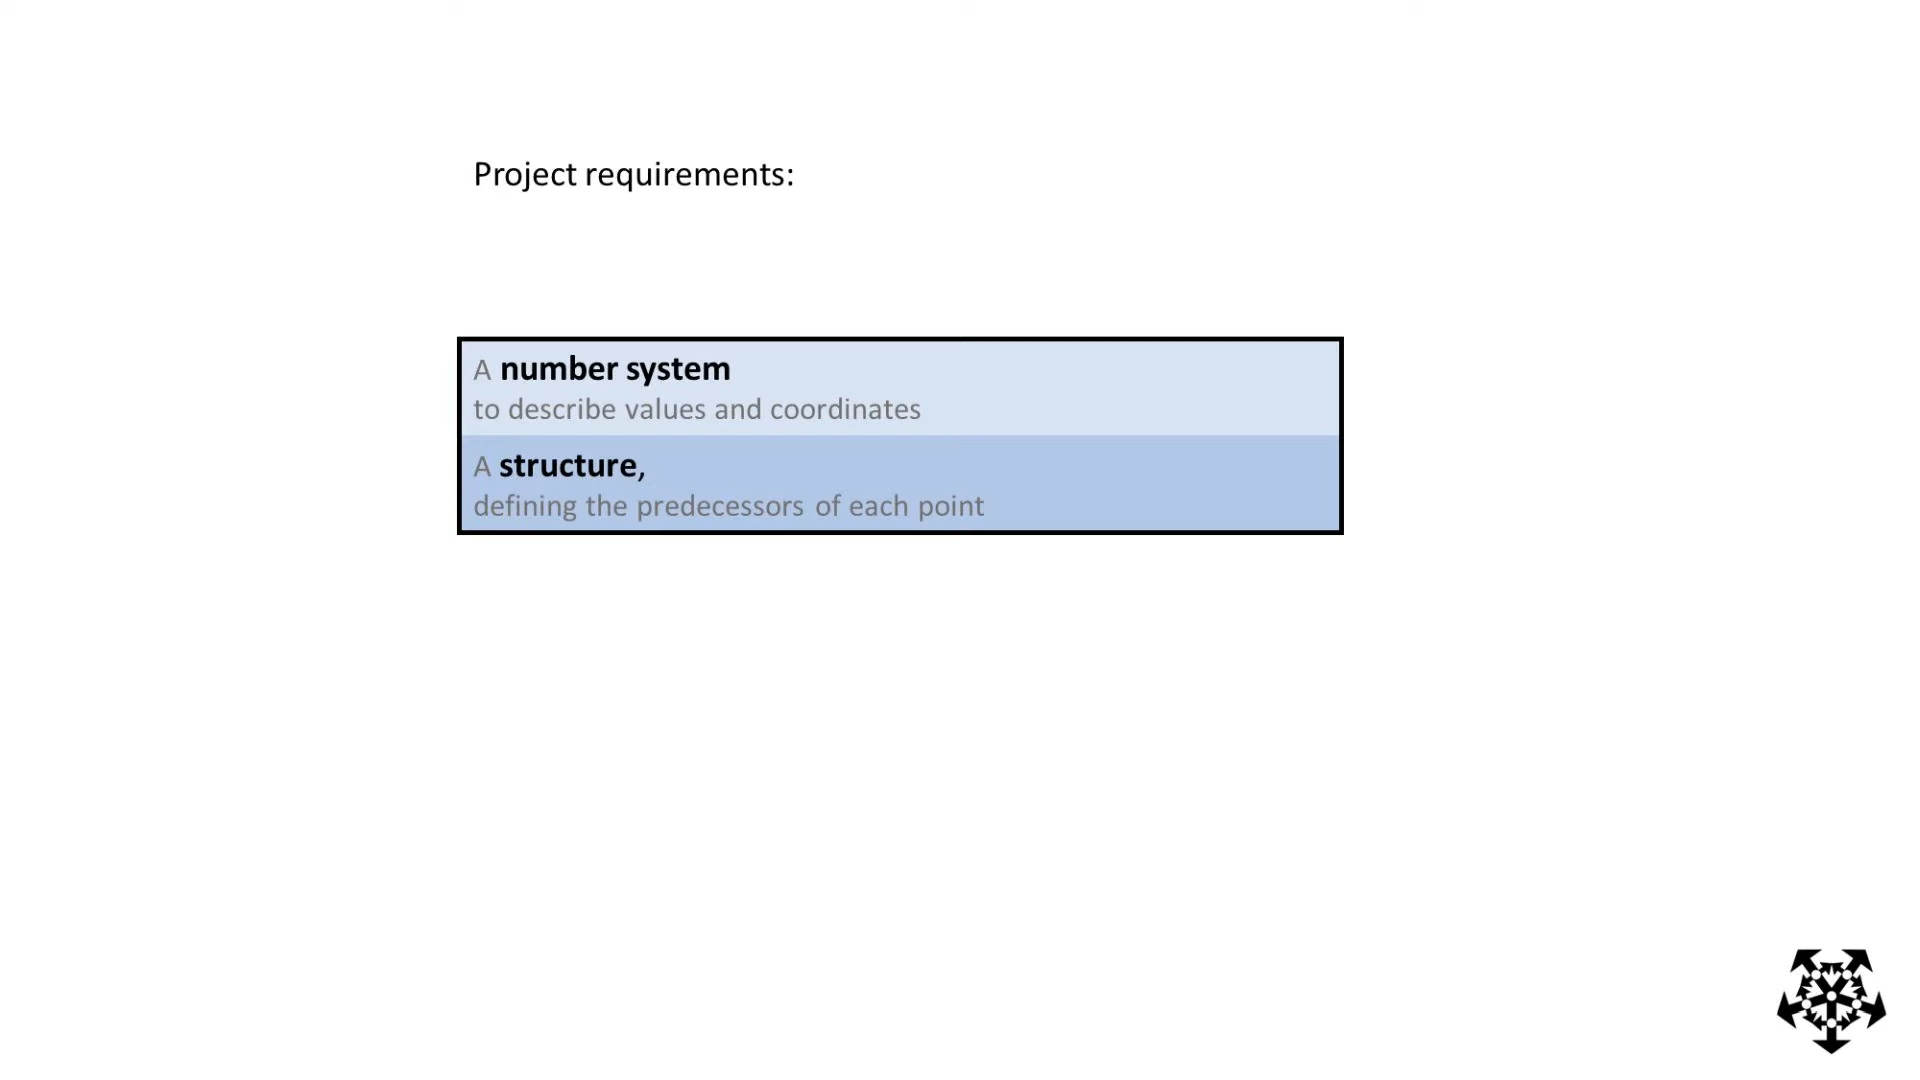 Project requirements:
A number system
to describe values and coordinates
A structure,
defining the predecessors of each point